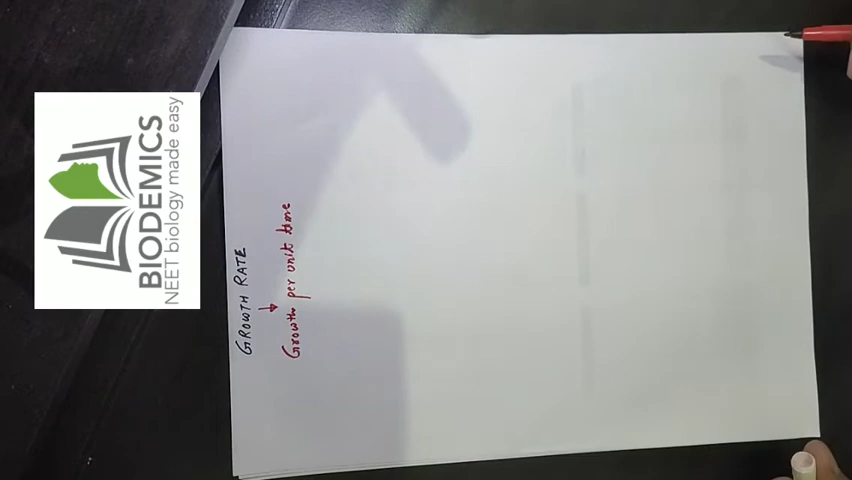 BIODEMICS
NEET biology made easy
GROWTH RATE
↓
Growth per unit time